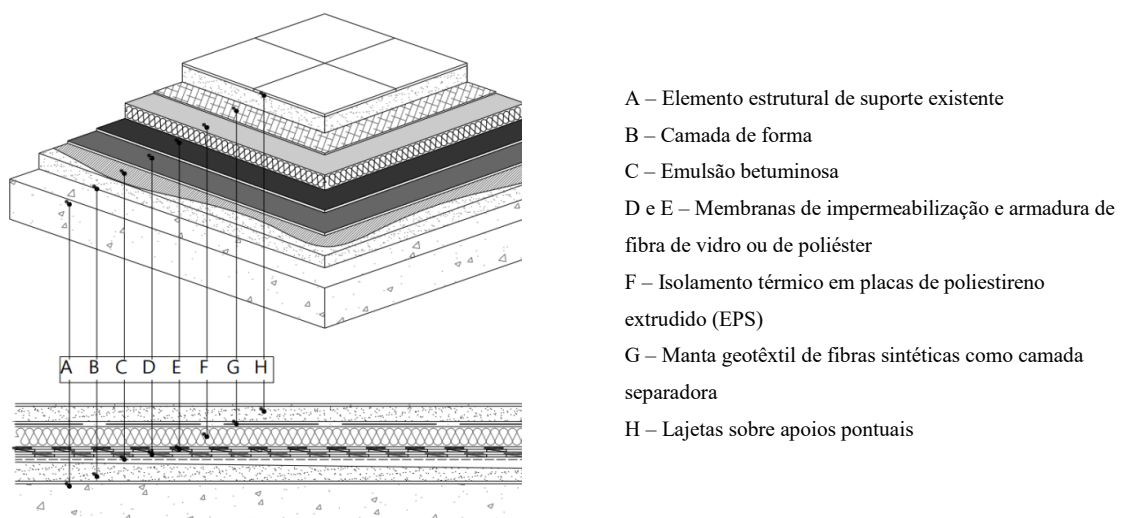 A B C D E F G H
A – Elemento estrutural de suporte existente
B – Camada de forma
C – Emulsão betuminosa
D e E – Membranas de impermeabilização e armadura de
fibra de vidro ou de poliéster
F – Isolamento térmico em placas de poliestireno
extrudido (EPS)
G – Manta geotêxtil de fibras sintéticas como camada
separadora
H – Lajetas sobre apoios pontuais